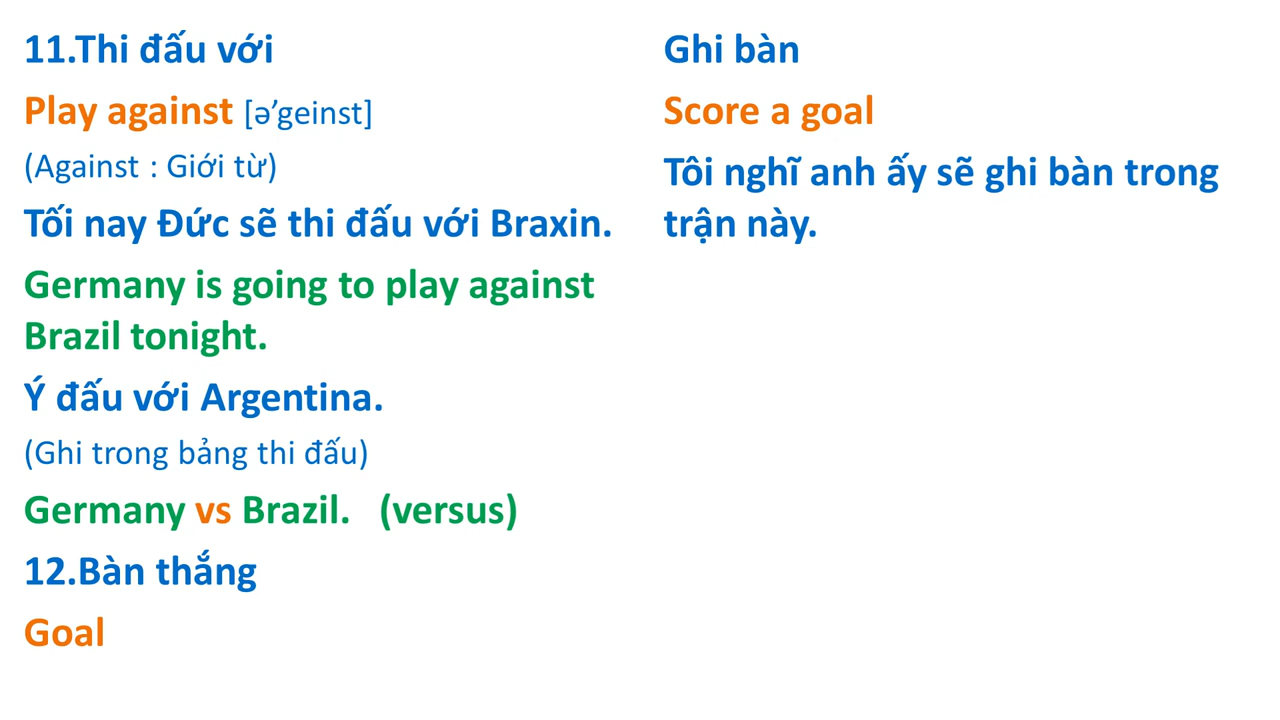 11.Thi đấu với
Play against [ə’geinst]
(Against : Giới từ)
Tối nay Đức sẽ thi đấu với Braxin.
Germany is going to play against
Brazil tonight.
Ý đấu với Argentina.
(Ghi trong bảng thi đấu)
Germany vs Brazil. (versus)
12.Bàn thắng
Goal
Ghi bàn
Score a goal
Tôi nghĩ anh ấy sẽ ghi bàn trong
trận này.